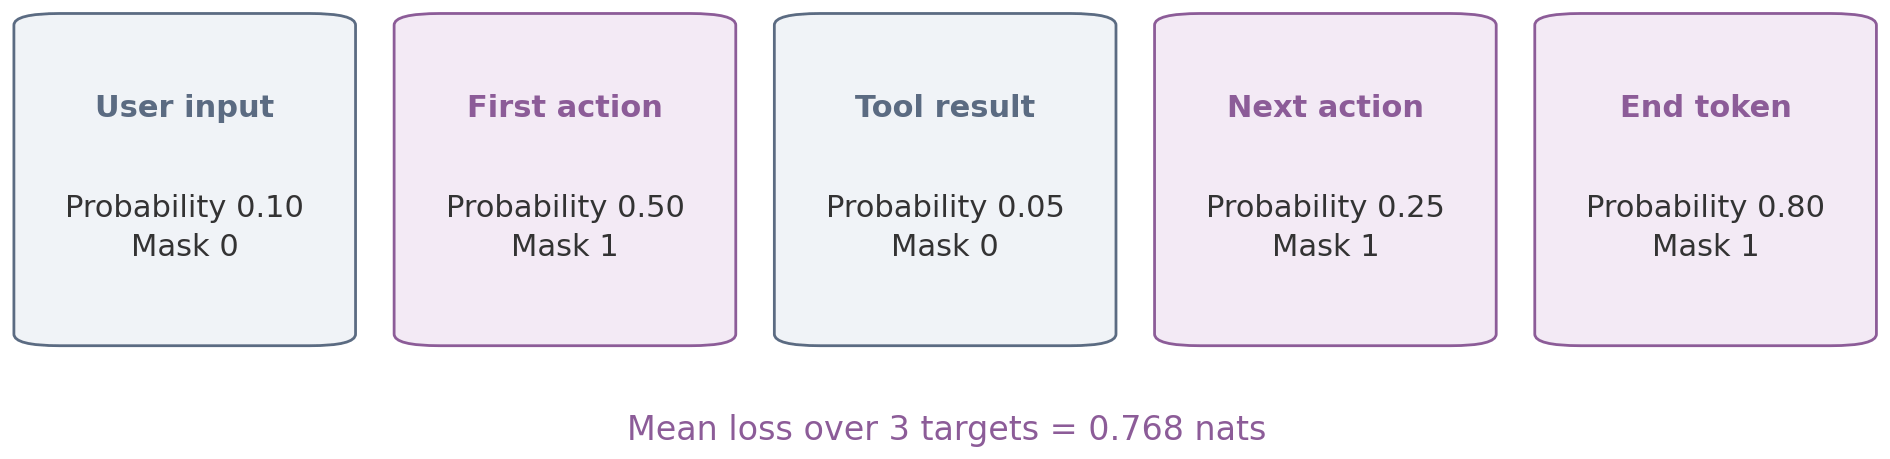 User input
Probability 0.10
Mask 0
First action
Probability 0.50
Mask 1
Tool result
Probability 0.05
Mask 0
Next action
Probability 0.25
Mask 1
End token
Probability 0.80
Mask 1
Mean loss over 3 targets = 0.768 nats